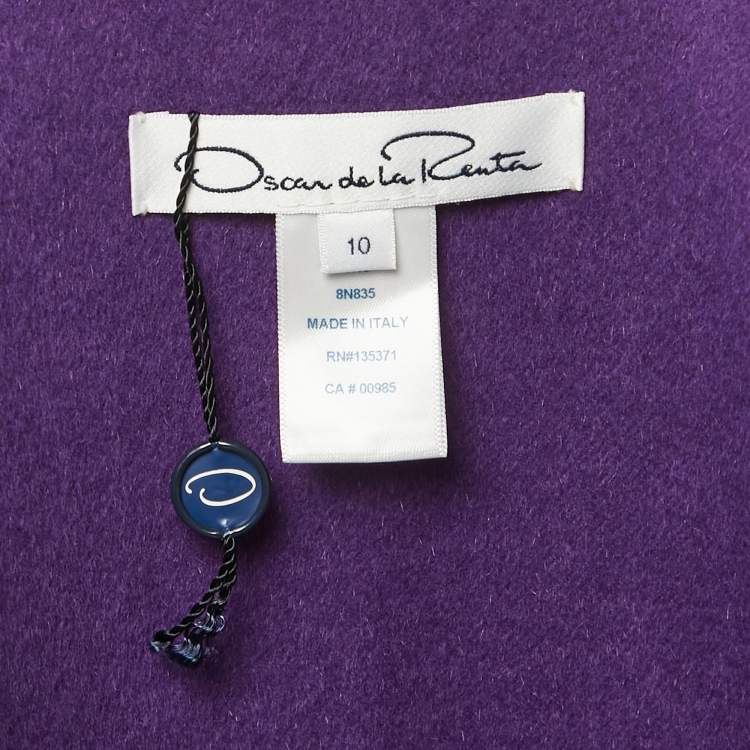 Oscar de la Renta
10
8N835
MADE IN ITALY
RN#135371
CA # 00985
O